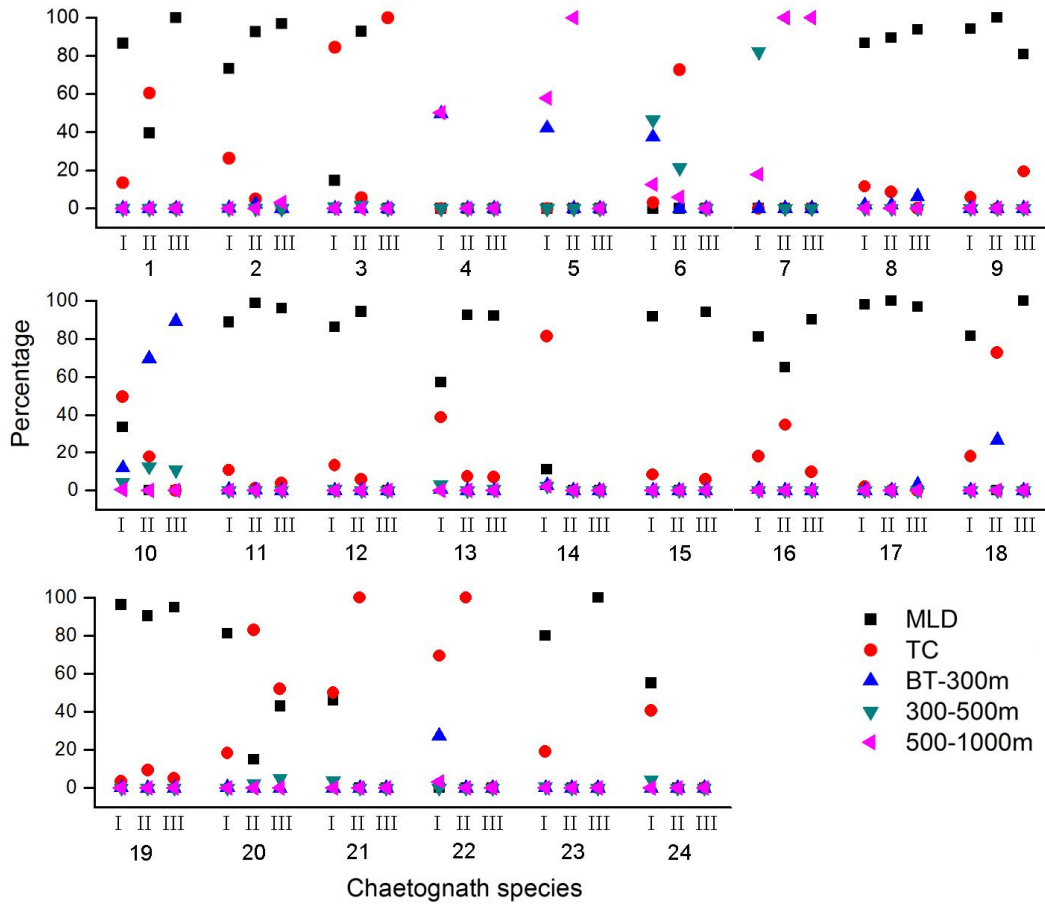 Percentage
100
80
60
40
20
0
I II III I II III I II III I II III I II III I II III I II III I II III I II III
1 2 3 4 5 6 7 8 9
100
80
60
40
20
0
I II III I II III I II III I II III I II III I II III I II III I II III I II III
10 11 12 13 14 15 16 17 18
100
80
60
40
20
0
I II III I II III I II III I II III I II III I II III
19 20 21 22 23 24
Chaetognath species
MLD
TC
BT-300m
300-500m
500-1000m